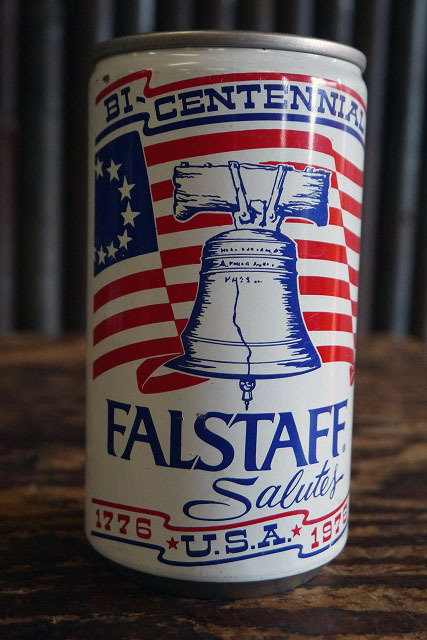 BI-CENTENNIAL
FALSTAFF
Salutes
1776 U.S.A. 1976